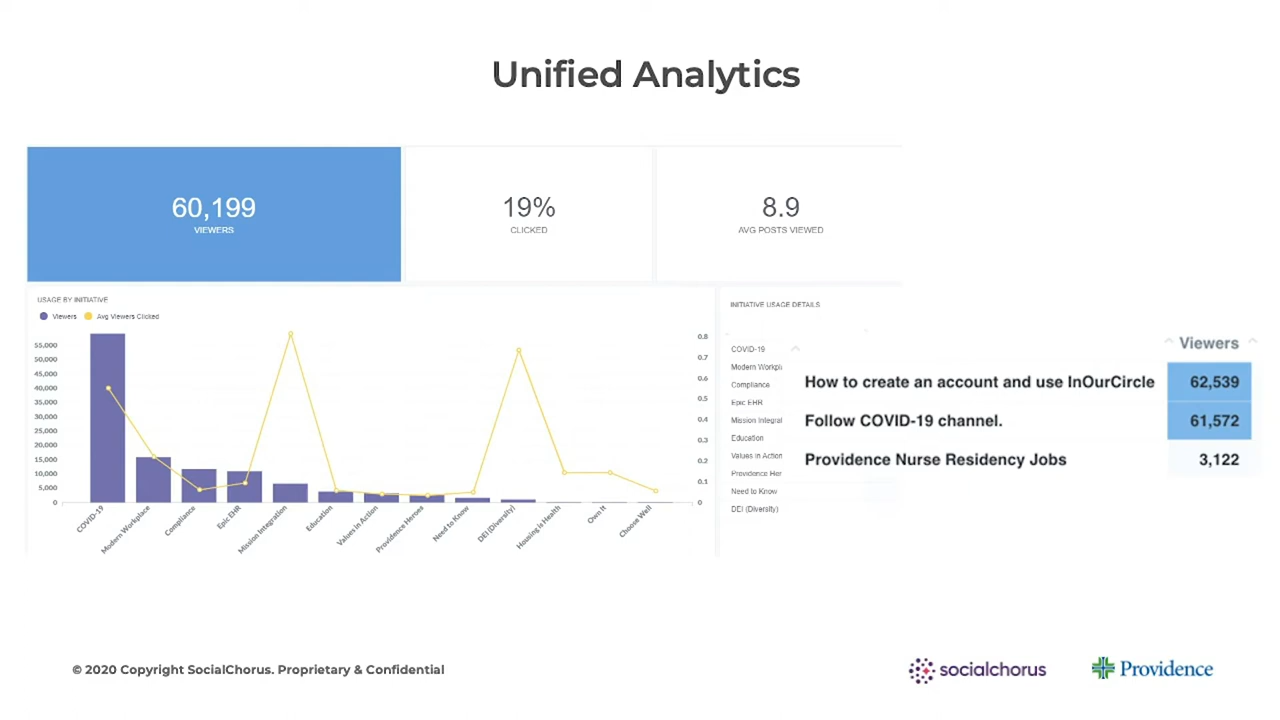 Unified Analytics
60,199
VIEWERS
19%
CLICKED
8.9
AVG POSTS VIEWED
USAGE BY INITIATIVE
Viewers
Avg Viewers Clicked
55,000
50,000
45,000
40,000
35,000
30,000
25,000
20,000
15,000
10,000
5,000
0
0.8
0.7
0.6
0.5
0.4
0.3
0.2
0.1
0
COVID-19
Modern Workplace
Compliance
Epic EHR
Mission Integration
Education
Values in Action
Providence Heroes
Need to Know
DEI (Diversity)
Housing is Health
Own It
Choose Well
INITIATIVE USAGE DETAILS
COVID-19
Modern Workpl
Compliance
Epic EHR
Mission Integrat
Education
Values in Action
Providence Her
Need to Know
DEI (Diversity)
Viewers
How to create an account and use InOurCircle 62,539
Follow COVID-19 channel. 61,572
Providence Nurse Residency Jobs 3,122
© 2020 Copyright SocialChorus. Proprietary & Confidential
socialchorus
Providence